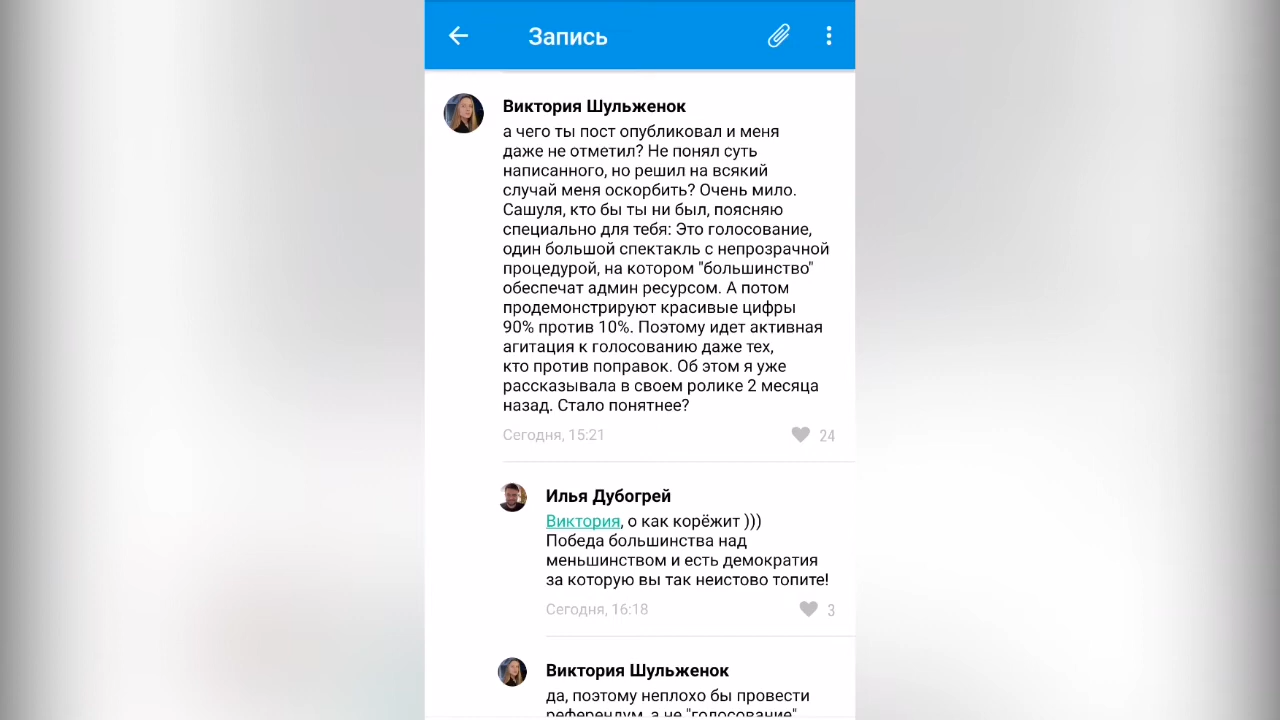 Запись
Виктория Шульженок
а чего ты пост опубликовал и меня
даже не отметил? Не понял суть
написанного, но решил на всякий
случай меня оскорбить? Очень мило.
Сашуля, кто бы ты ни был, поясняю
специально для тебя: Это голосование,
один большой спектакль с непрозрачной
процедурой, на котором "большинство"
обеспечат админ ресурсом. А потом
продемонстрируют красивые цифры
90% против 10%. Поэтому идет активная
агитация к голосованию даже тех,
кто против поправок. Об этом я уже
рассказывала в своем ролике 2 месяца
назад. Стало понятнее?
Сегодня, 15:21 24
Илья Дубогрей
Виктория, о как корёжит )))
Победа большинства над
меньшинством и есть демократия
за которую вы так неистово топите!
Сегодня, 16:18 3
Виктория Шульженок
да, поэтому неплохо бы провести
референдум, а не "голосование"